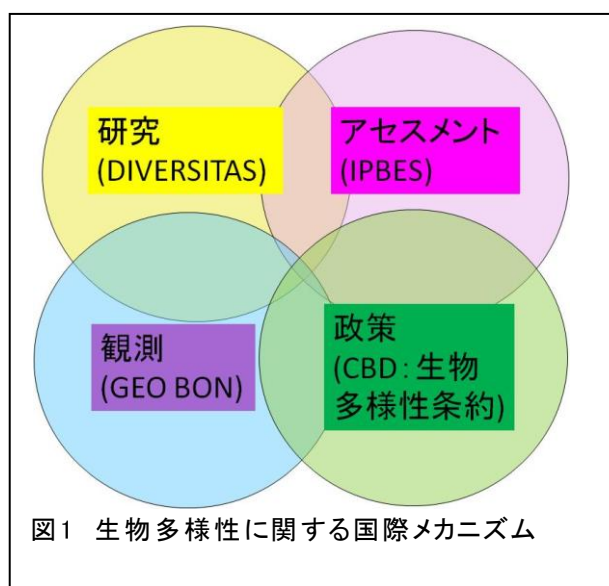 研究
(DIVERSITAS)
アセスメント
(IPBES)
観測
(GEO BON)
政策
(CBD：生物
多様性条約)
図1 生物多様性に関する国際メカニズム